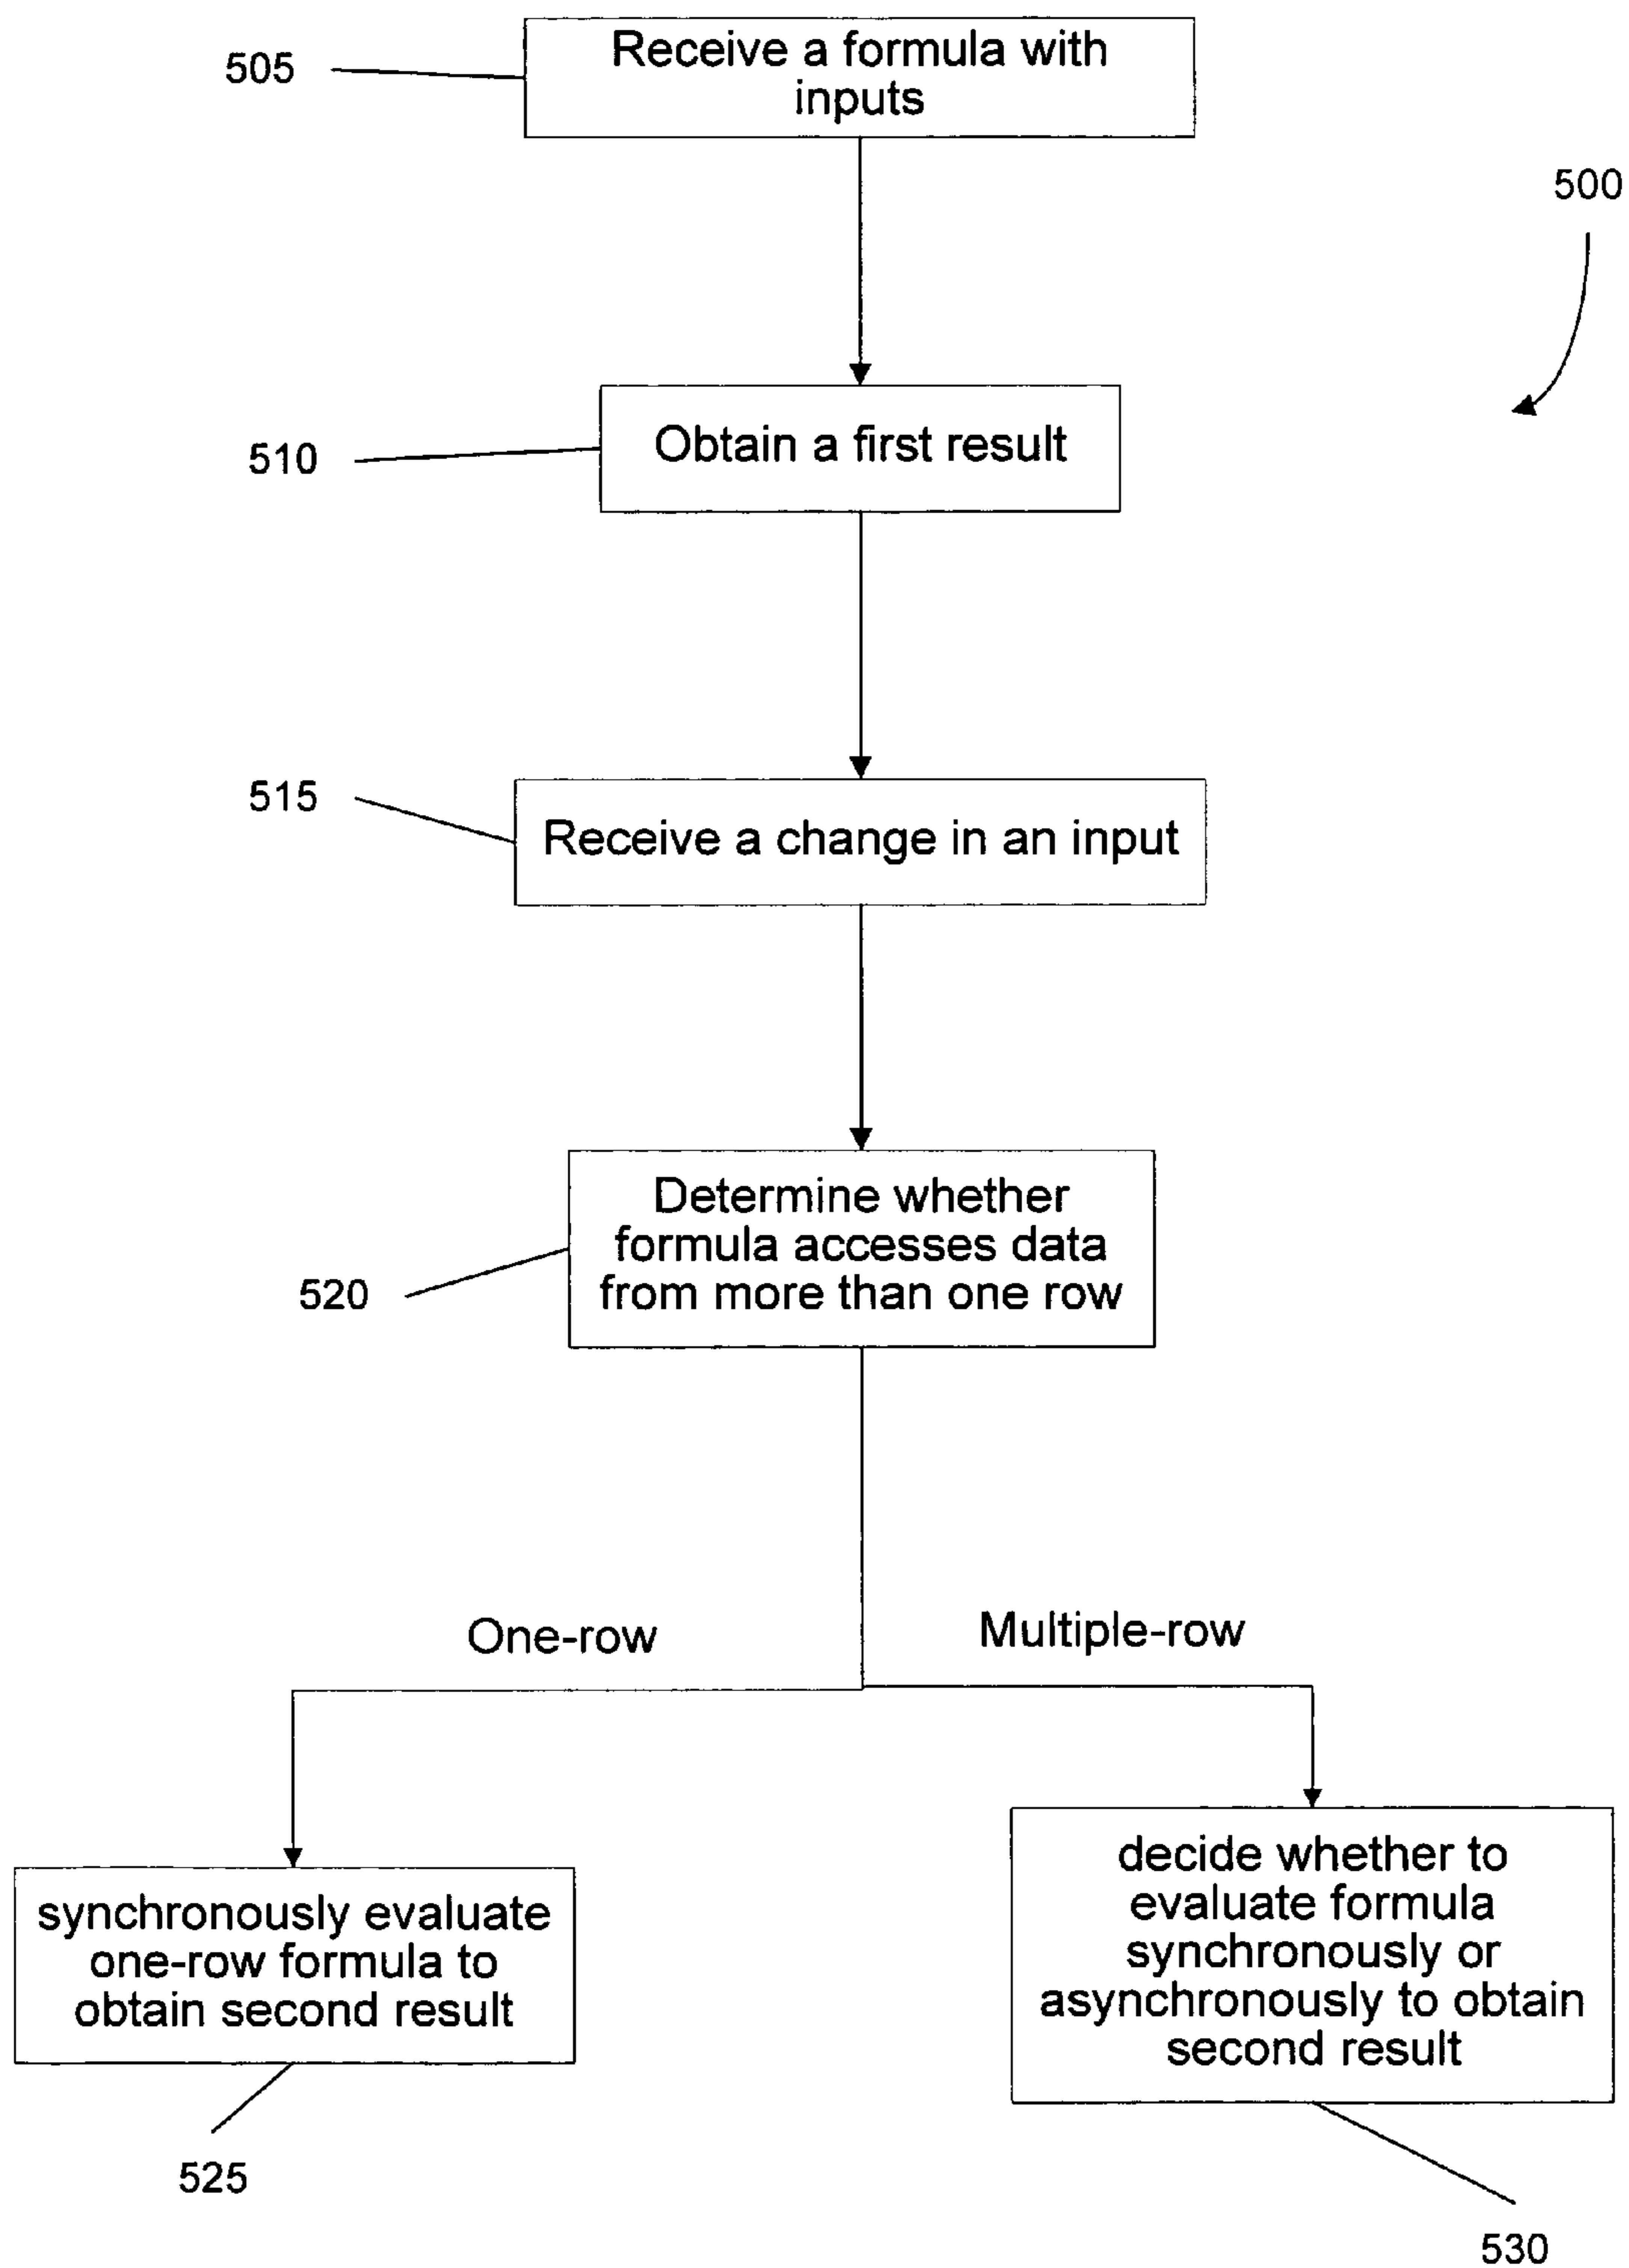 Receive a formula with
inputs
505
500
Obtain a first result
510
515
Receive a change in an input
Determine whether
formula accesses data
from more than one row
520
One-row
Multiple-row
synchronously evaluate
one-row formula to
obtain second result
decide whether to
evaluate formula
synchronously or
asynchronously to obtain
second result
525
530